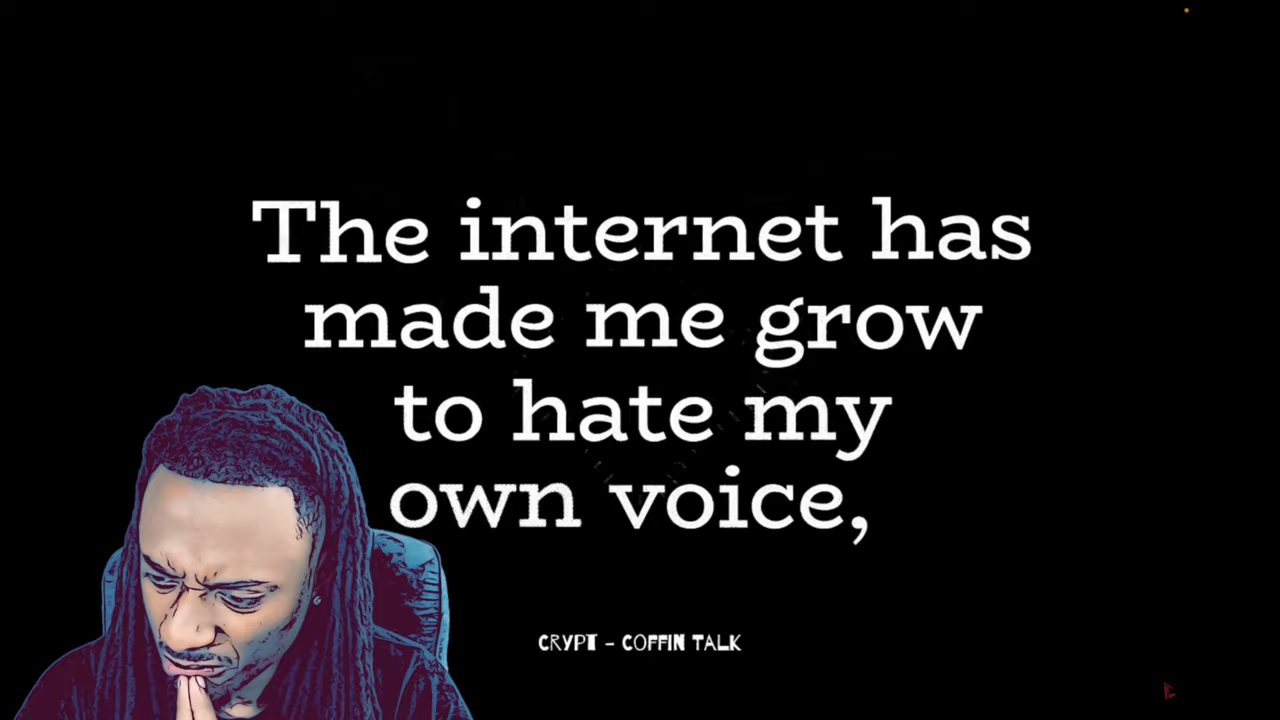 The internet has
made me grow
to hate my
own voice,
CRYPT - COFFIN TALK